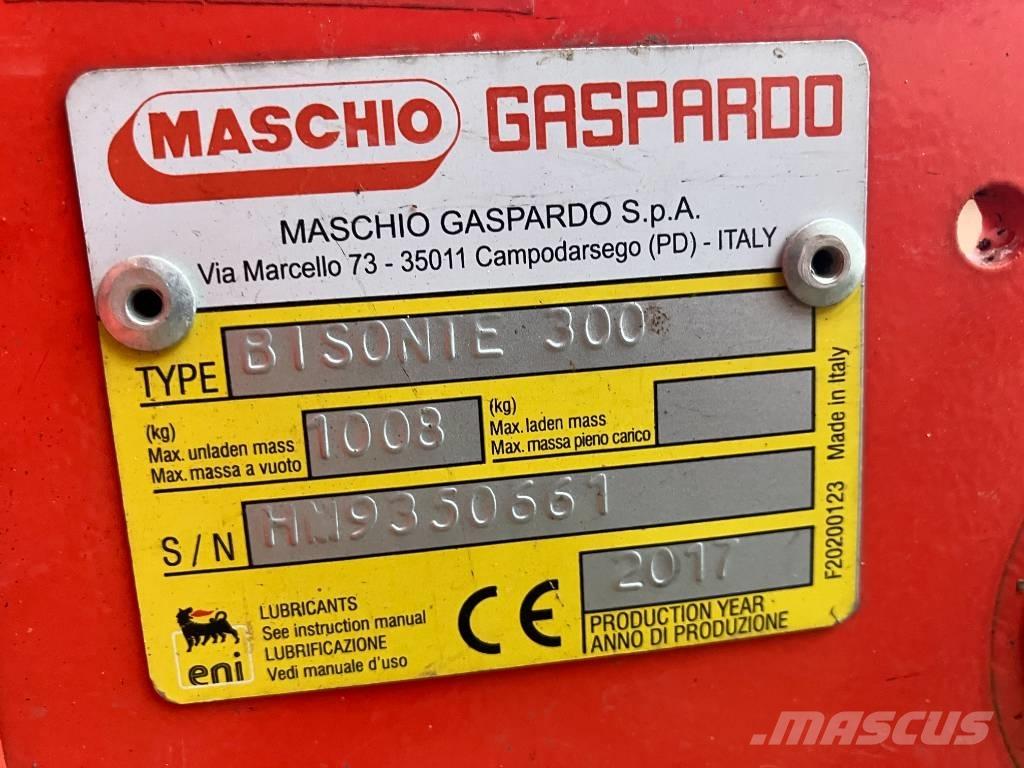 MASCHIO GASPARDO
MASCHIO GASPARDO S.p.A.
Via Marcello 73 - 35011 Campodarsego (PD) - ITALY
TYPE BISONTE 300
(kg)
Max. unladen mass
Max. massa a vuoto
1008
(kg)
Max. laden mass
Max. massa pieno carico
S/N HM9350661
2017
PRODUCTION YEAR
ANNO DI PRODUZIONE
CE
LUBRICANTS
See instruction manual
LUBRIFICAZIONE
Vedi manuale d'uso
eni
F20200123 Made in Italy
MASCUS